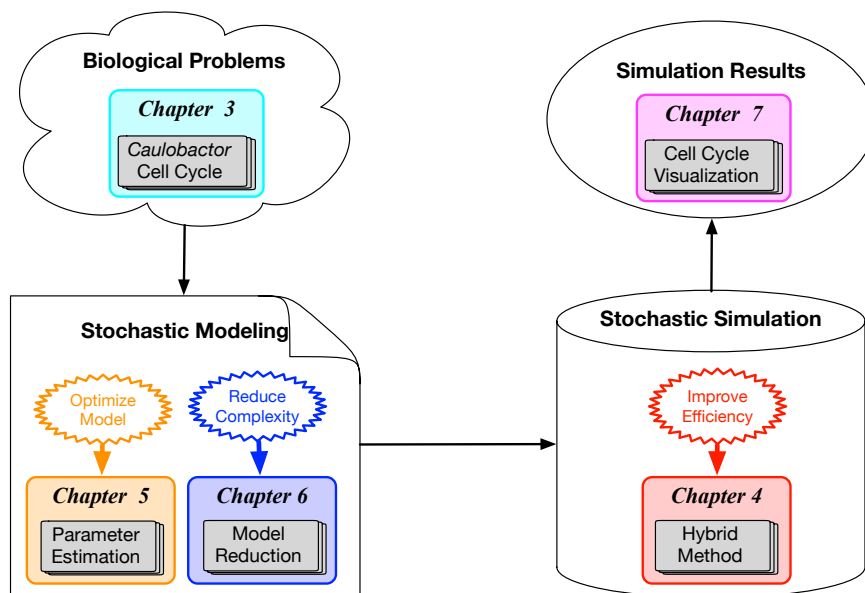 Biological Problems
Chapter 3
Caulobactor
Cell Cycle
Simulation Results
Chapter 7
Cell Cycle
Visualization
Stochastic Modeling
Optimize
Model
Reduce
Complexity
Chapter 5
Parameter
Estimation
Chapter 6
Model
Reduction
Stochastic Simulation
Improve
Efficiency
Chapter 4
Hybrid
Method